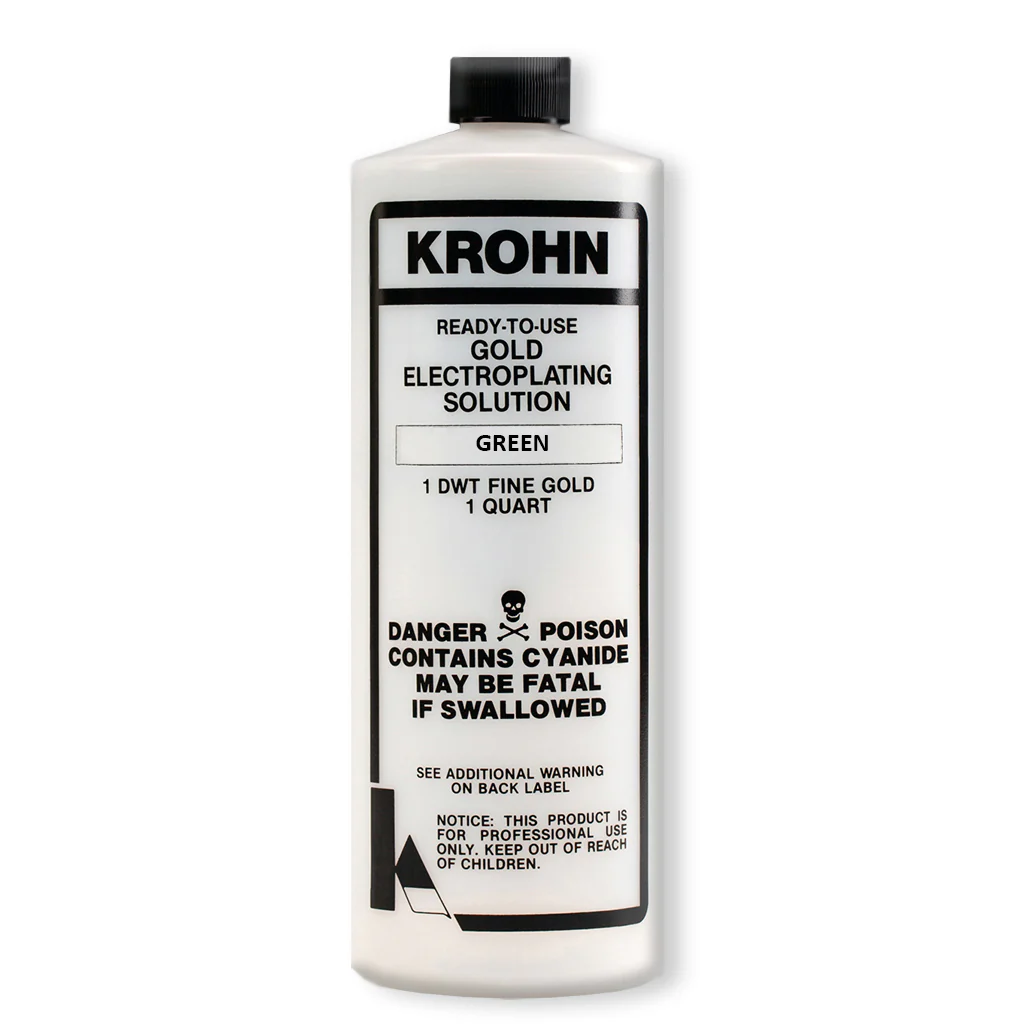 KROHN
READY-TO-USE
GOLD
ELECTROPLATING
SOLUTION
GREEN
1 DWT FINE GOLD
1 QUART
DANGER POISON
CONTAINS CYANIDE
MAY BE FATAL
IF SWALLOWED
SEE ADDITIONAL WARNING
ON BACK LABEL
NOTICE: THIS PRODUCT IS
FOR PROFESSIONAL USE
ONLY. KEEP OUT OF REACH
OF CHILDREN.